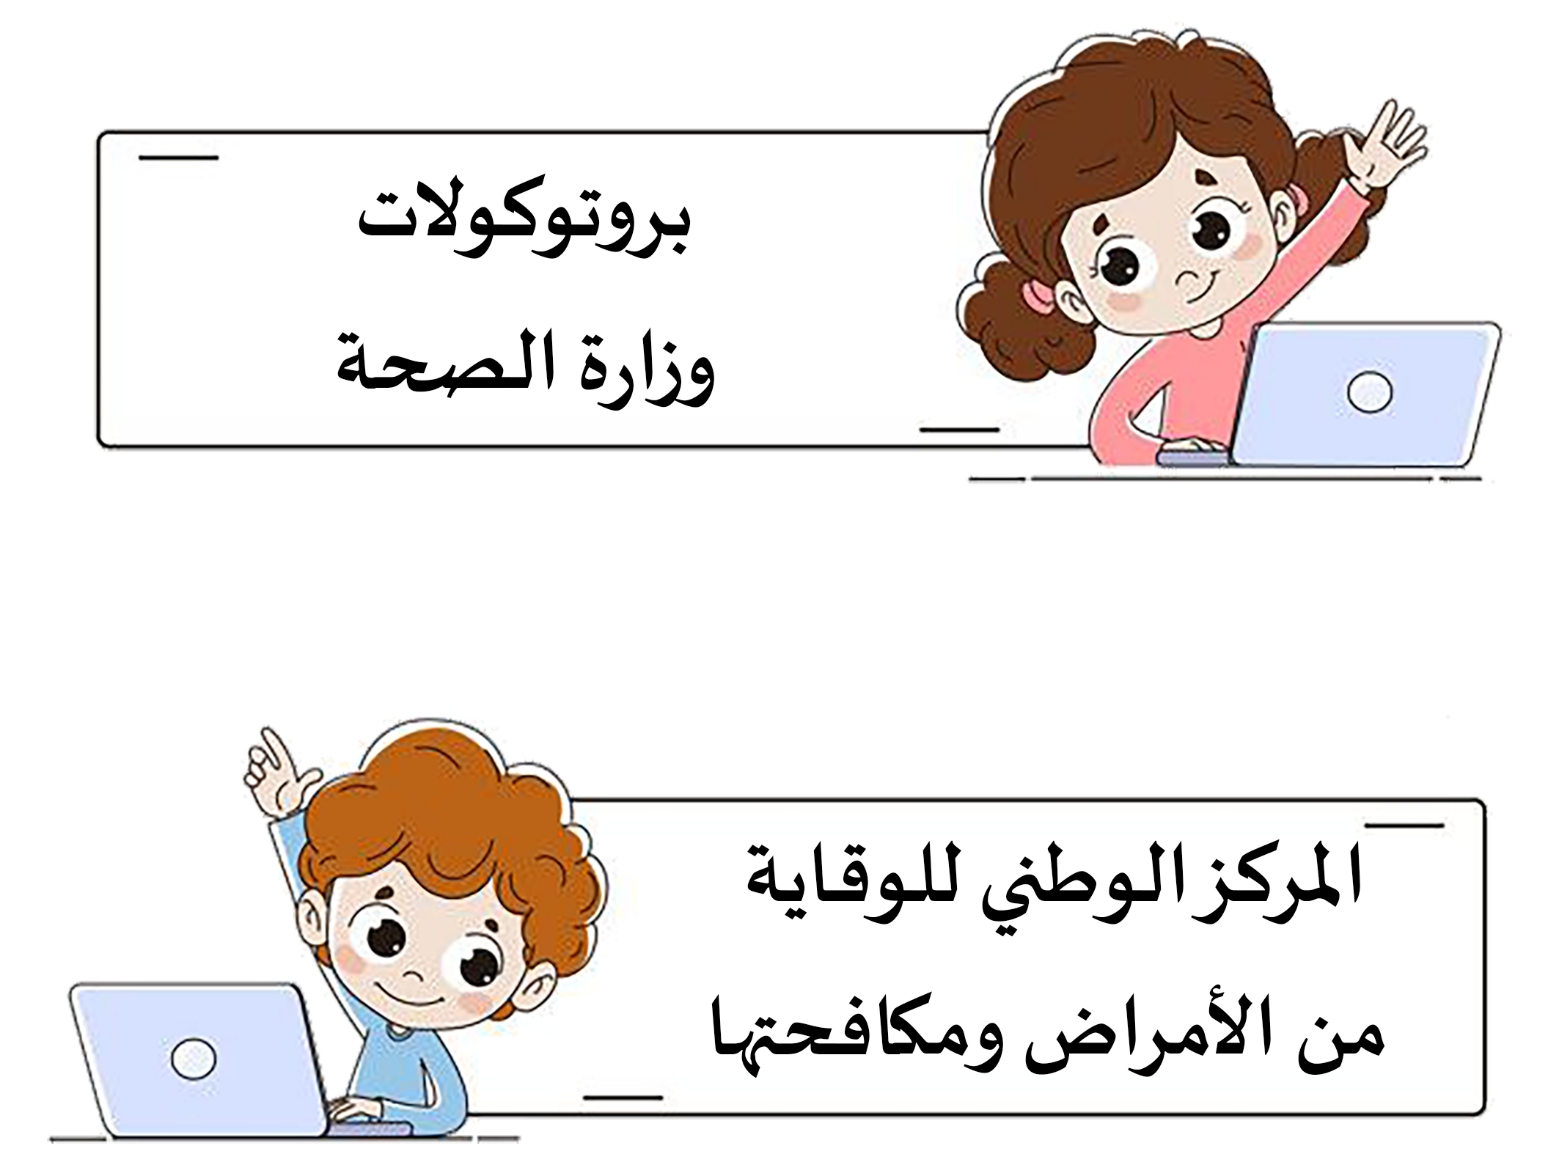 بروتوكولات
وزارة الصحة
المركز الوطني للوقاية
من الأمراض ومكافحتها